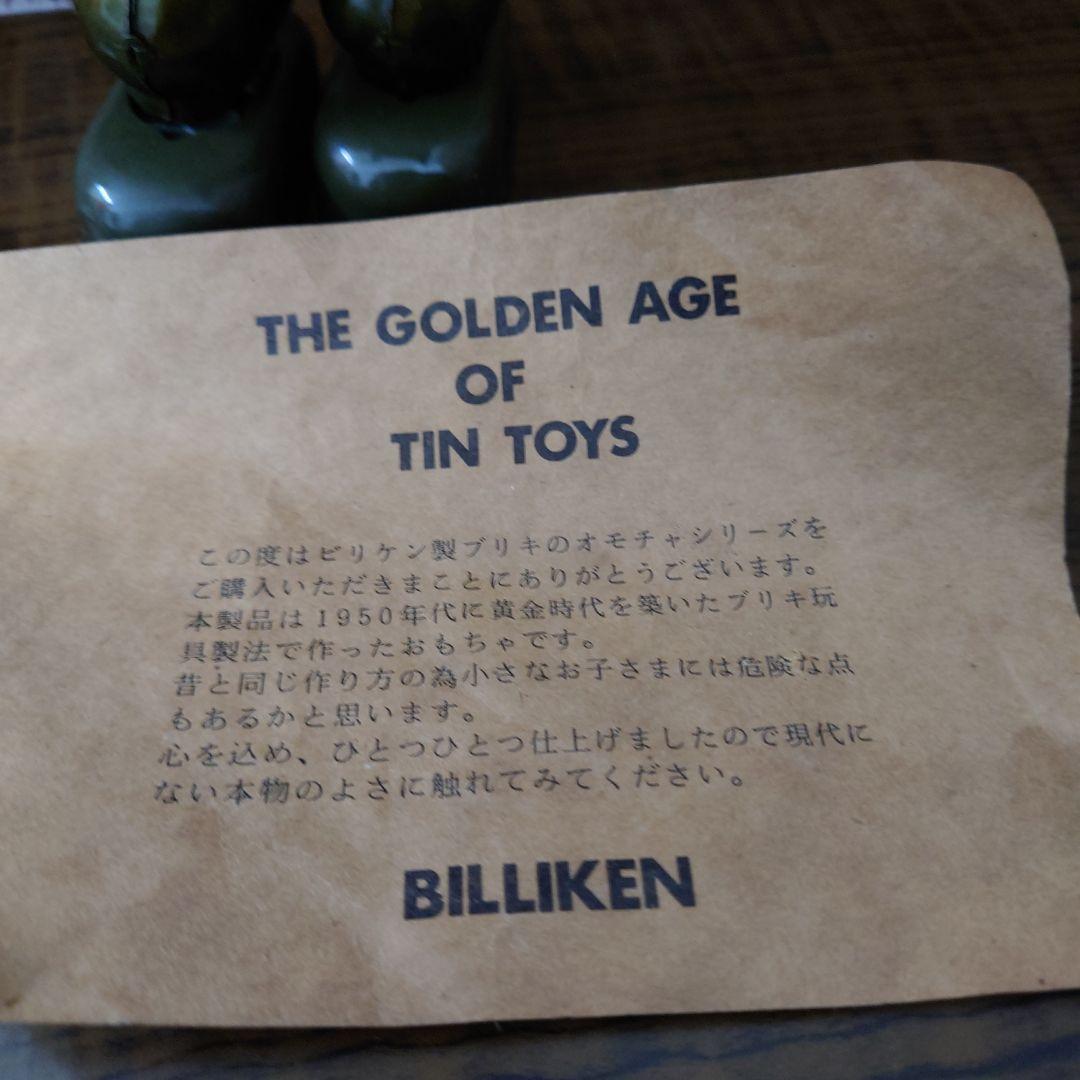 THE GOLDEN AGE
OF
TIN TOYS
この度はビリケン製ブリキのオモチャシリーズを
ご購入いただきまことにありがとうございます。
本製品は1950年代に黄金時代を築いたブリキ玩
具製法で作ったおもちゃです。
昔と同じ作り方の為小さなお子さまには危険な点
もあるかと思います。
心を込め、ひとつひとつ仕上げましたので現代に
ない本物のよさに触れてみてください。
BILLIKEN